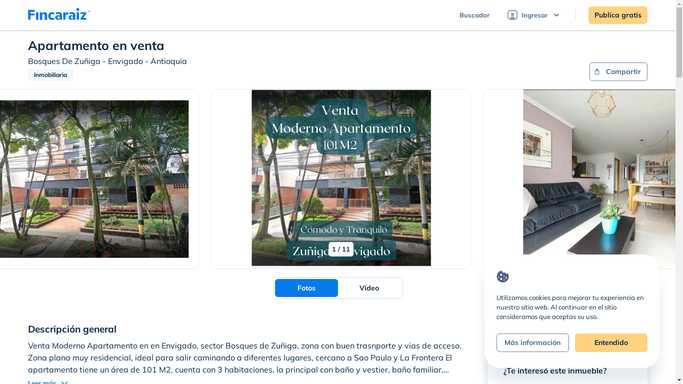 Fincaraiz
Buscador
Ingresar
Publica gratis
Apartamento en venta
Bosques De Zuñiga - Envigado - Antioquia
Inmobiliaria
Compartir
Venta
Moderno Apartamento
101 M2
Cómodo y Tranquilo
Zuñiga Envigado
1 / 11
Fotos
Video
Utilizamos cookies para mejorar tu experiencia en
nuestro sitio web. Al continuar en el sitio
consideramos que aceptas su uso.
Más información
Entendido
Descripción general
Venta Moderno Apartamento en en Envigado, sector Bosques de Zuñiga, zona con buen trasnparte y vias de acceso.
Zona plana muy residencial, ideal para salir caminando a diferentes lugares, cercano a Sao Paulo y La Frontera El
apartamento tiene un área de 101 M2, cuenta con 3 habitaciones, la principal con baño y vestier, baño familiar,...
Leer más
¿Te interesó este inmueble?